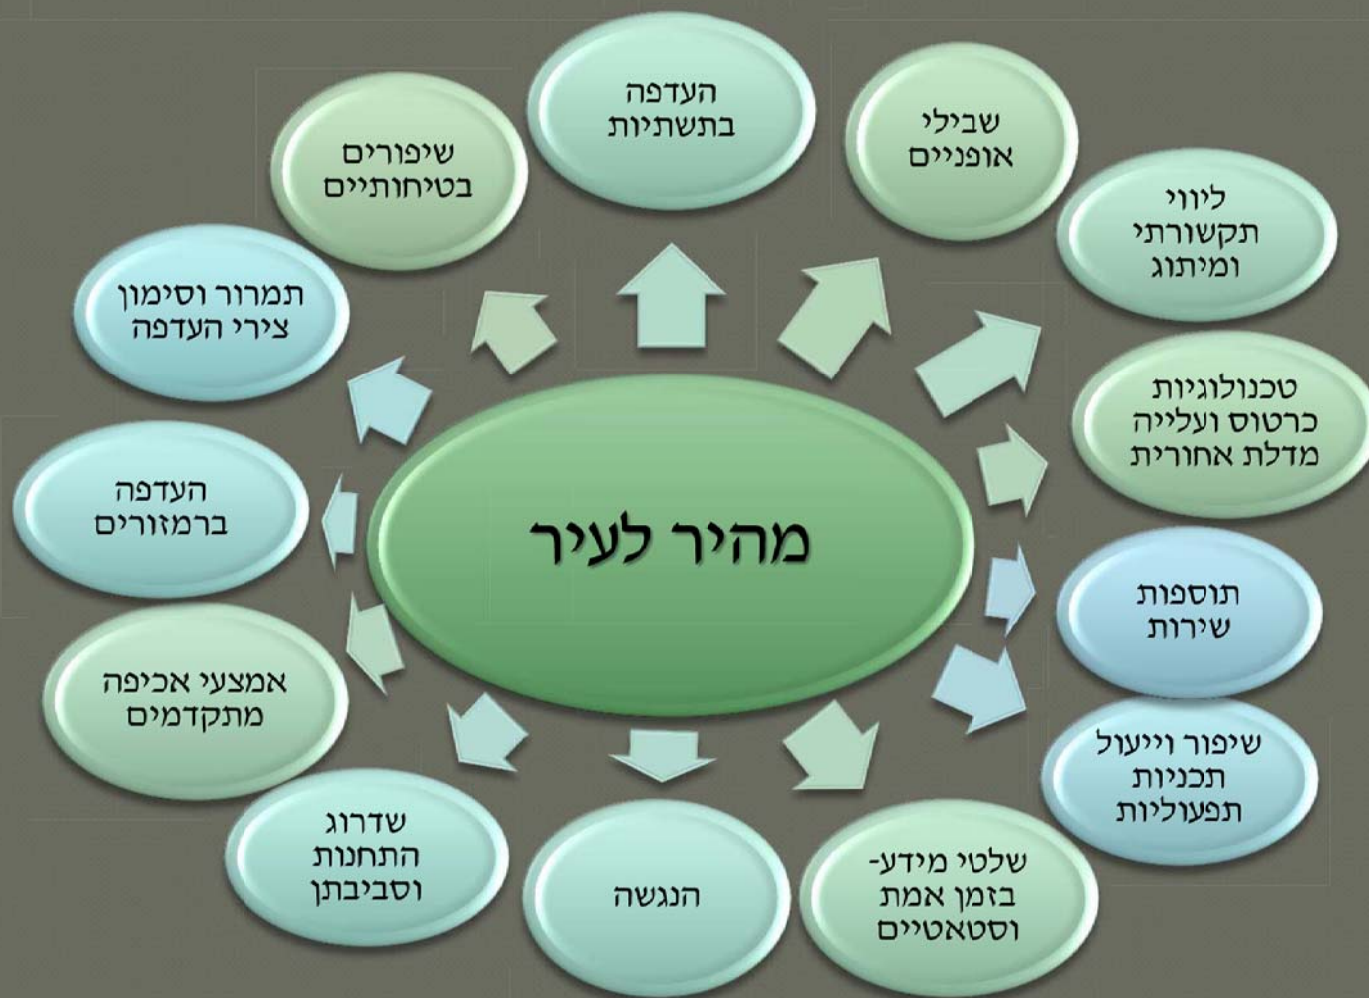 העדפה
בתשתיות
שבילי
אופניים
ליווי
תקשורתי
ומיתוג
טכנולוגיות
כרטוס ועלייה
מדלת אחורית
תוספות
שירות
שיפור וייעול
תכניות
תפעוליות
שלטי מידע-
בזמן אמת
וסטאטיים
הנגשה
שדרוג
התחנות
וסביבתן
אמצעי אכיפה
מתקדמים
העדפה
ברמזורים
תמרור וסימון
צירי העדפה
שיפורים
בטיחותיים
מהיר לעיר